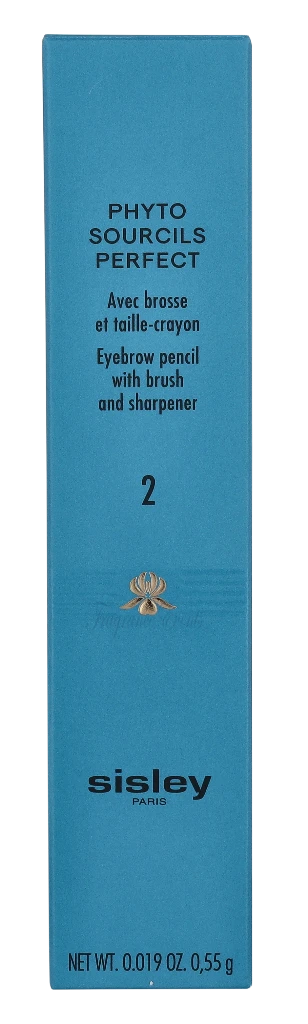 PHYTO
SOURCILS
PERFECT
Avec brosse
et taille-crayon
Eyebrow pencil
with brush
and sharpener
2
sisley
PARIS
NET WT. 0.019 OZ. 0,55 g